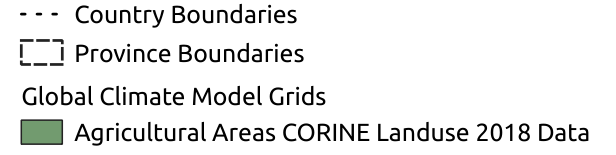 Country Boundaries
Province Boundaries
Global Climate Model Grids
Agricultural Areas CORINE Landuse 2018 Data